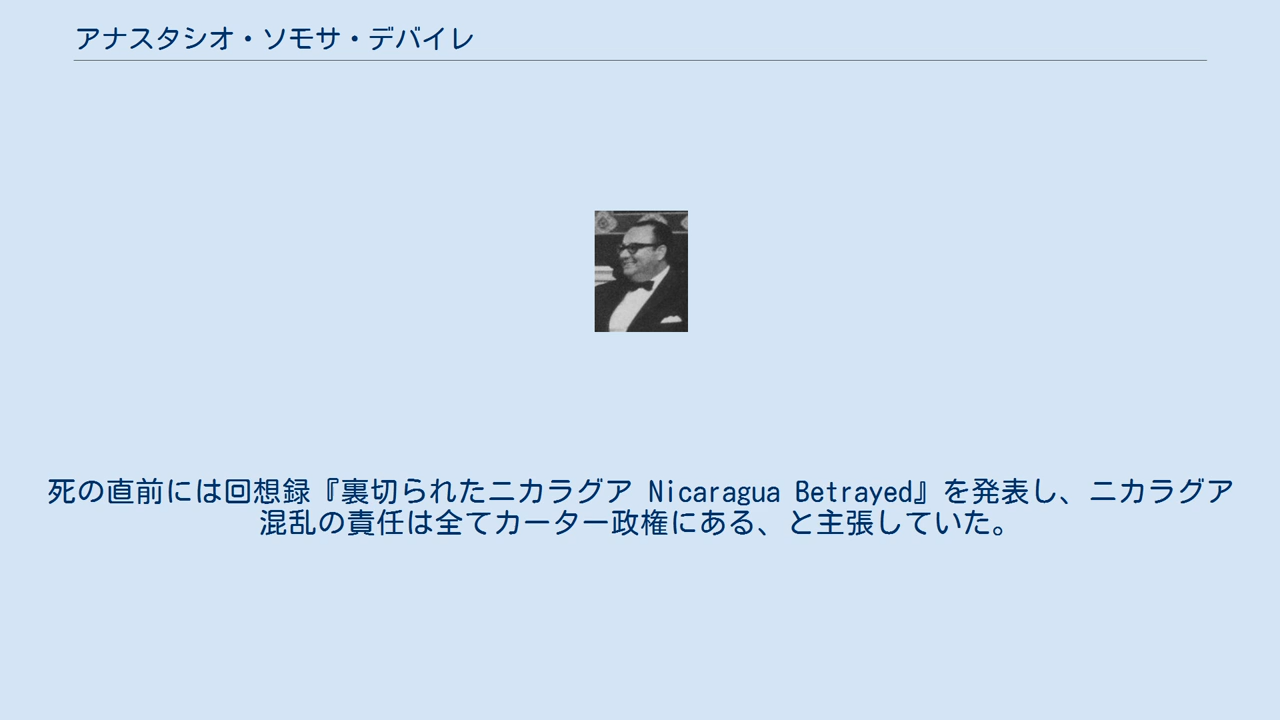 アナスタシオ・ソモサ・デバイレ
死の直前には回想録『裏切られたニカラグア Nicaragua Betrayed』を発表し、ニカラグア
混乱の責任は全てカーター政権にある、と主張していた。